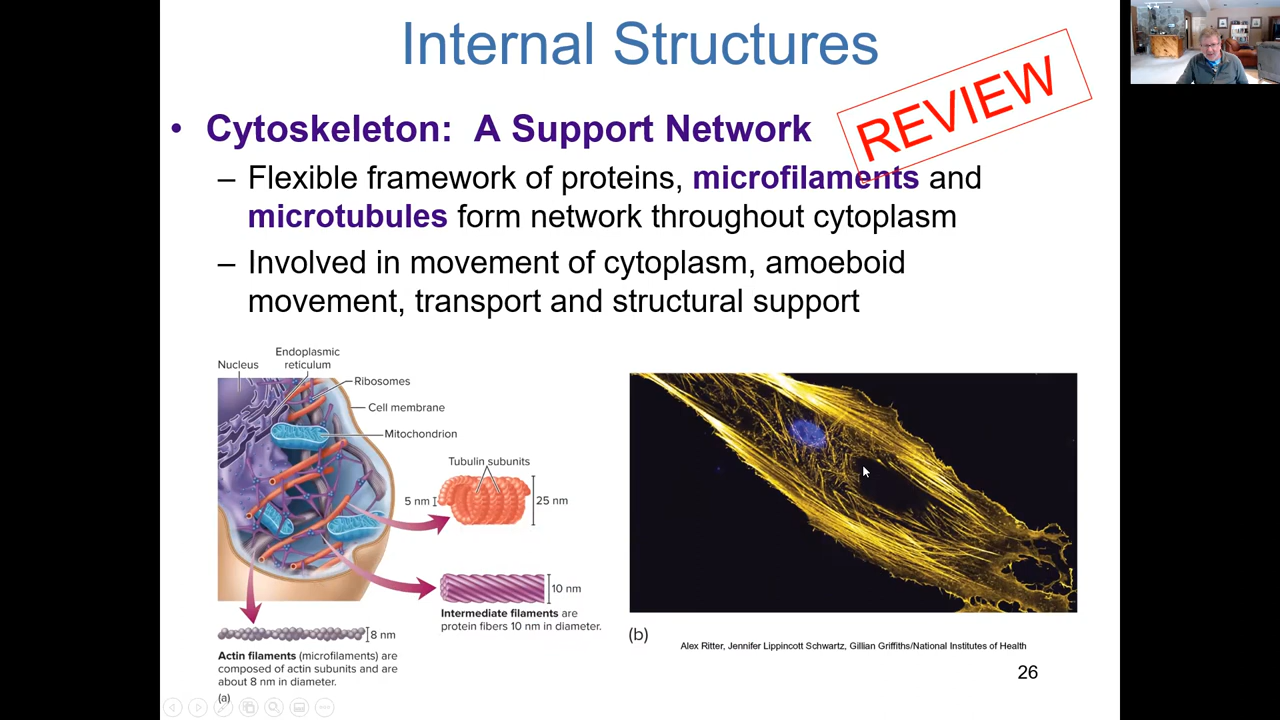 Internal Structures
REVIEW
• Cytoskeleton: A Support Network
– Flexible framework of proteins, microfilaments and
microtubules form network throughout cytoplasm
– Involved in movement of cytoplasm, amoeboid
movement, transport and structural support
Nucleus
Endoplasmic
reticulum
Ribosomes
Cell membrane
Mitochondrion
Tubulin subunits
5 nm
25 nm
10 nm
Intermediate filaments are
protein fibers 10 nm in diameter.
8 nm
Actin filaments (microfilaments) are
composed of actin subunits and are
about 8 nm in diameter.
(a)
(b)
Alex Ritter, Jennifer Lippincott Schwartz, Gillian Griffiths/National Institutes of Health
26